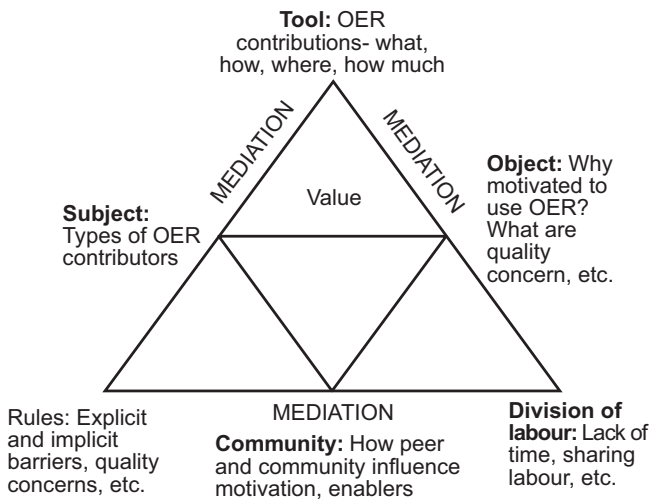 Tool: OER
contributions- what,
how, where, how much
MEDIATION
MEDIATION
Value
Subject:
Types of OER
contributors
Object: Why
motivated to
use OER?
What are
quality
concern, etc.
Rules: Explicit
and implicit
barriers, quality
concerns, etc.
MEDIATION
Community: How peer
and community influence
motivation, enablers
Division of
labour: Lack of
time, sharing
labour, etc.